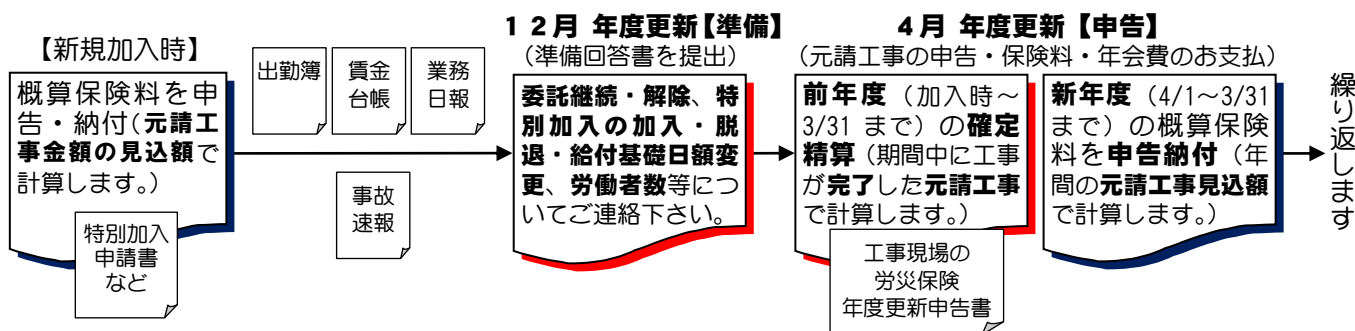 【新規加入時】
概算保険料を申
告・納付（元請工
事金額の見込額で
計算します。）
特別加入
申請書
など
出勤簿
賃金
台帳
業務
日報
事故
速報
１２月 年度更新【準備】
（準備回答書を提出）
委託継続・解除、特
別加入の加入・脱
退・給付基礎日額変
更、労働者数等につ
いてご連絡下さい。
４月 年度更新【申告】
（元請工事の申告・保険料・年会費のお支払）
前年度（加入時～
3/31 まで）の確定
精算（期間中に工事
が完了した元請工事
で計算します。）
工事現場の
労災保険
年度更新申告書
新年度（4/1～3/31
まで）の概算保険
料を申告納付（年
間の元請工事見込額
で計算します。）
繰り返します